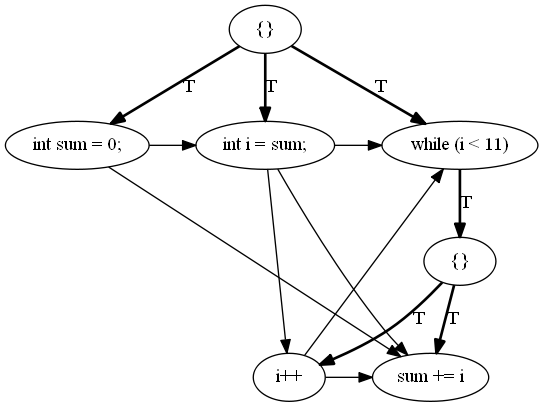 {}
T
T
T
int sum = 0;
int i = sum;
while (i < 11)
T
{}
T
T
i++
sum += i